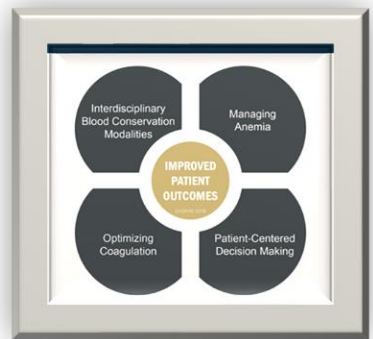 Interdisciplinary
Blood Conservation
Modalities
Managing
Anemia
IMPROVED
PATIENT
OUTCOMES
Optimizing
Coagulation
Patient-Centered
Decision Making